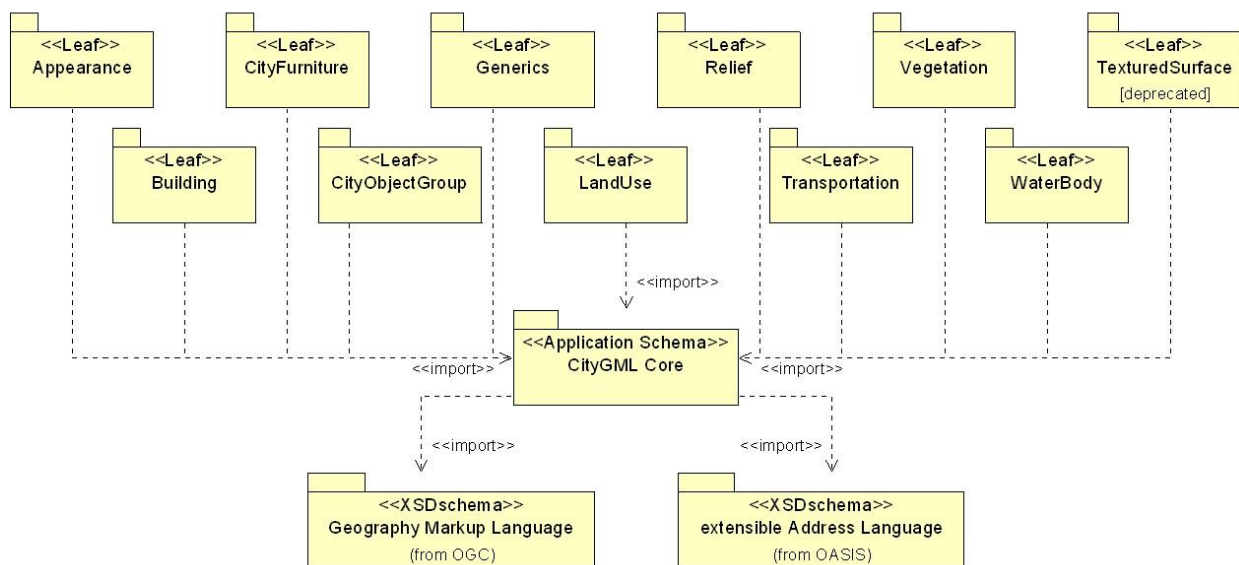 <<Leaf>>
Appearance
<<Leaf>>
CityFurniture
<<Leaf>>
Generics
<<Leaf>>
Relief
<<Leaf>>
Vegetation
<<Leaf>>
TexturedSurface
[deprecated]
<<Leaf>>
Building
<<Leaf>>
CityObjectGroup
<<Leaf>>
LandUse
<<Leaf>>
Transportation
<<Leaf>>
WaterBody
<<import>>
<<Application Schema>>
CityGML Core
<<import>>
<<import>>
<<import>>
<<import>>
<<XSDschema>>
Geography Markup Language
(from OGC)
<<XSDschema>>
extensible Address Language
(from OASIS)